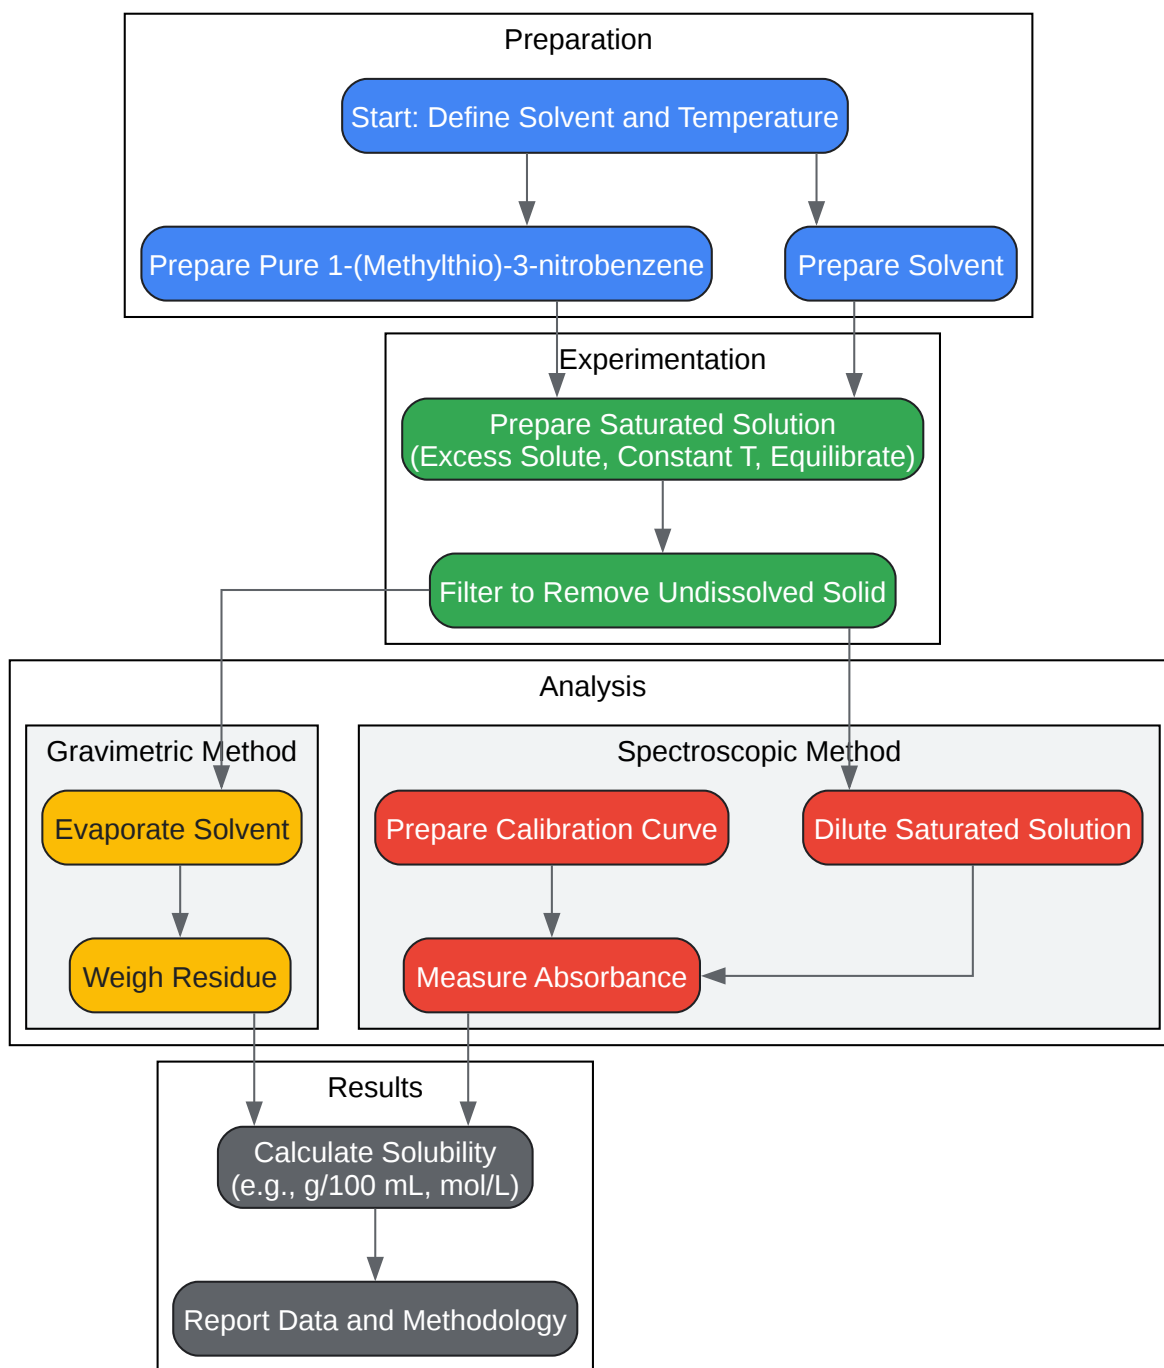 Preparation
Start: Define Solvent and Temperature
Prepare Pure 1-(Methylthio)-3-nitrobenzene
Prepare Solvent
Experimentation
Prepare Saturated Solution
(Excess Solute, Constant T, Equilibrate)
Filter to Remove Undissolved Solid
Analysis
Gravimetric Method
Evaporate Solvent
Weigh Residue
Spectroscopic Method
Prepare Calibration Curve
Dilute Saturated Solution
Measure Absorbance
Results
Calculate Solubility
(e.g., g/100 mL, mol/L)
Report Data and Methodology